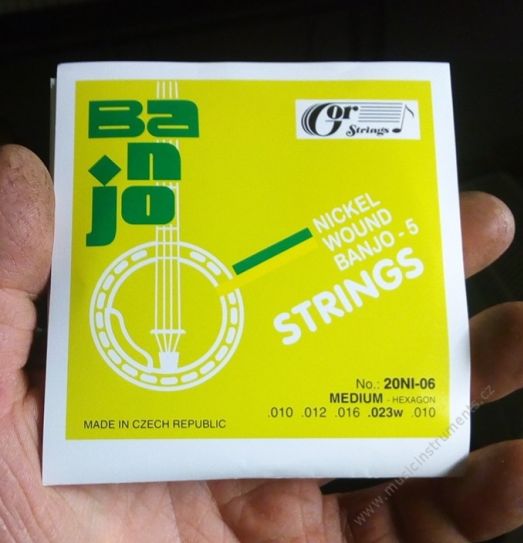 Ba
n
jo
Gor
Strings
NICKEL
WOUND
BANJO - 5
STRINGS
No.: 20NI-06
MEDIUM - HEXAGON
.010 .012 .016 .023w .010
MADE IN CZECH REPUBLIC
www.musicinstruments.cz